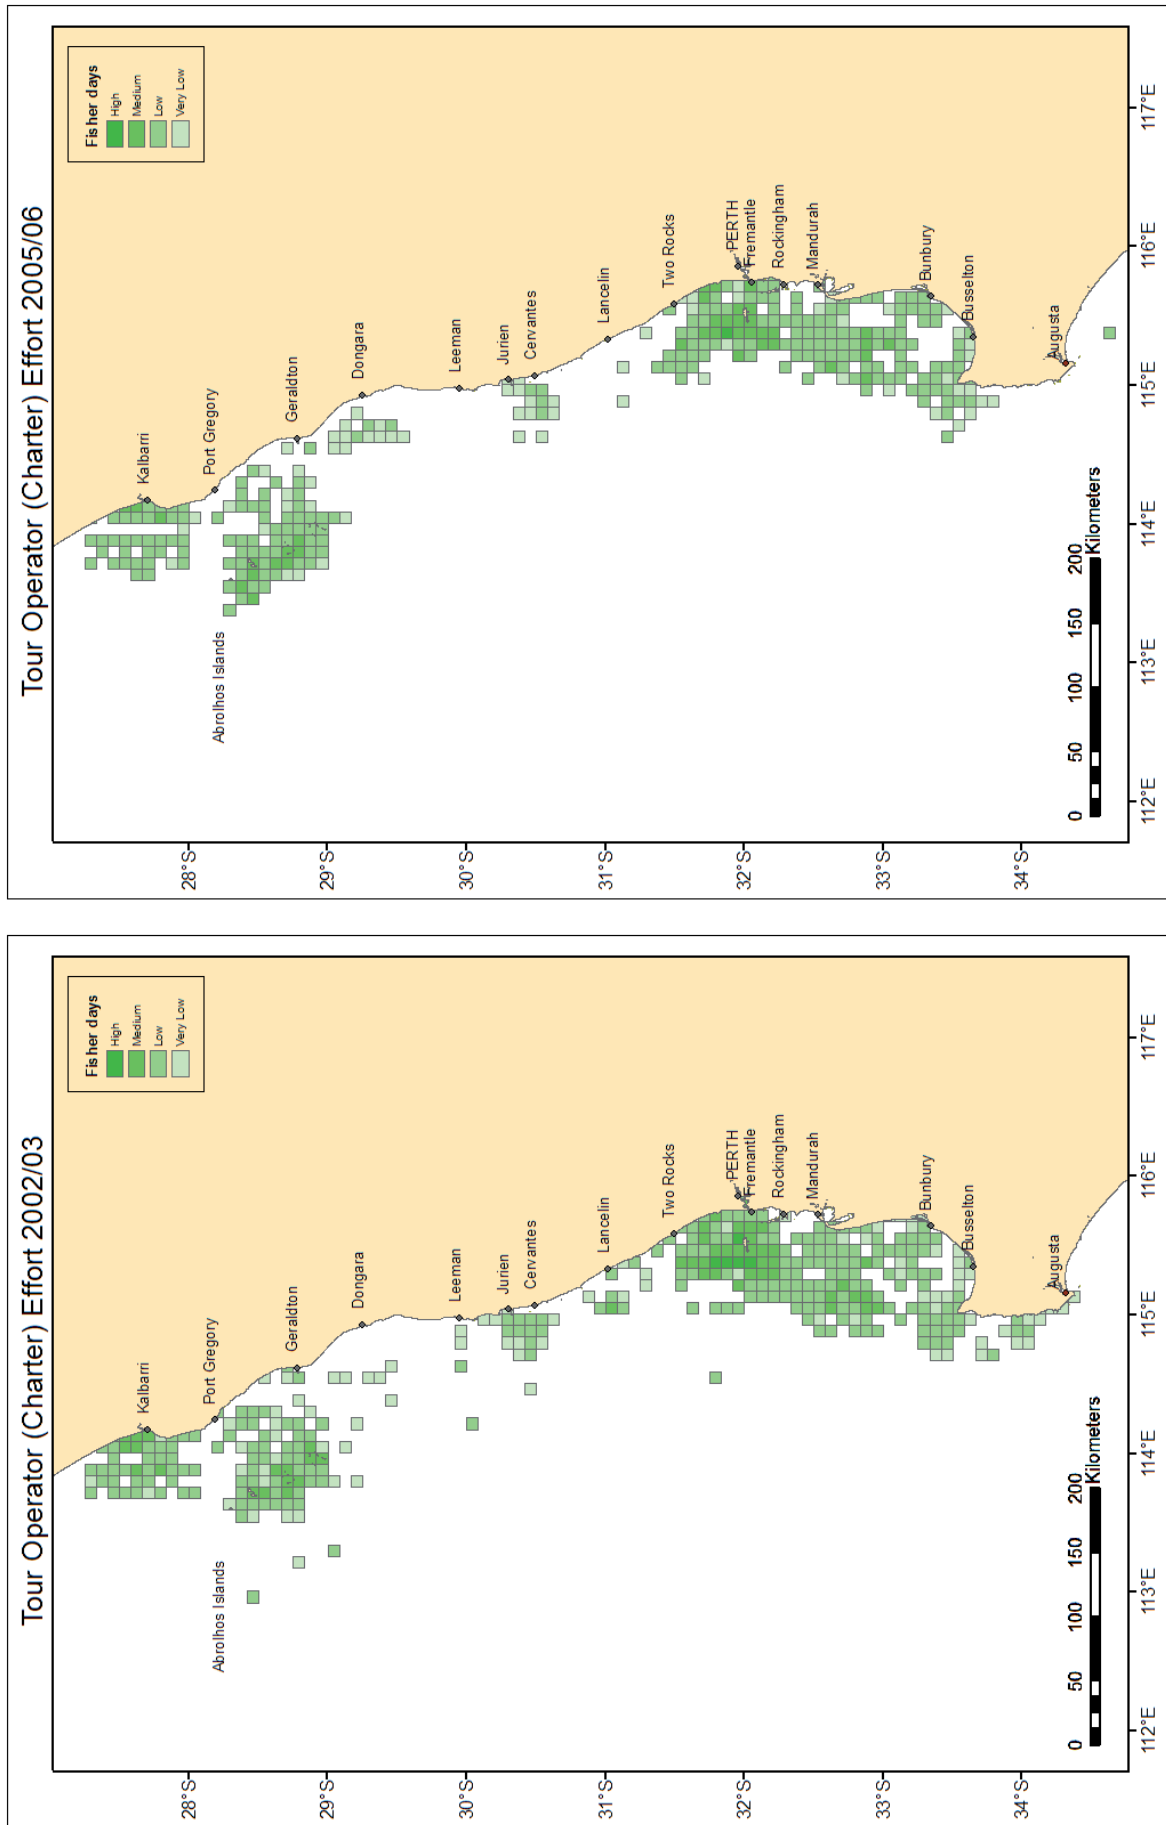 Tour Operator (Charter) Effort 2002/03
Fisher days
High
Medium
Low
Very Low
Kalbarri
Port Gregory
Abrolhos Islands
Geraldton
Dongara
Leeman
Jurien
Cervantes
Lancelin
Two Rocks
PERTH
Fremantle
Rockingham
Mandurah
Bunbury
Busselton
Augusta
28°S
29°S
30°S
31°S
32°S
33°S
34°S
0 50 100 150 200
Kilometers
112°E 113°E 114°E 115°E 116°E 117°E
Tour Operator (Charter) Effort 2005/06
Fisher days
High
Medium
Low
Very Low
Kalbarri
Port Gregory
Abrolhos Islands
Geraldton
Dongara
Leeman
Jurien
Cervantes
Lancelin
Two Rocks
PERTH
Fremantle
Rockingham
Mandurah
Bunbury
Busselton
Augusta
28°S
29°S
30°S
31°S
32°S
33°S
34°S
0 50 100 150 200
Kilometers
112°E 113°E 114°E 115°E 116°E 117°E